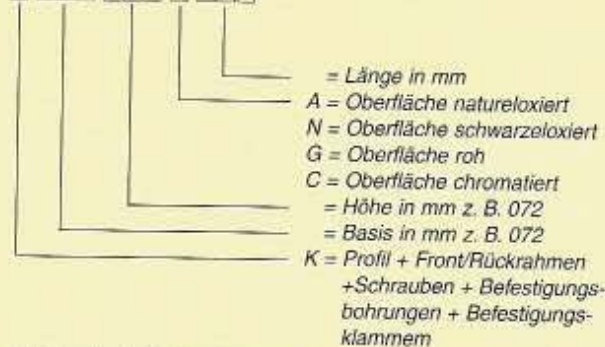 = Länge in mm
A = Oberfläche natureloxiert
N = Oberfläche schwarzeloxiert
G = Oberfläche roh
C = Oberfläche chromatiert
= Höhe in mm z. B. 072
= Basis in mm z. B. 072
K = Profil + Front/Rückrahmen
+Schrauben + Befestigungs-
bohrungen + Befestigungs-
klammern